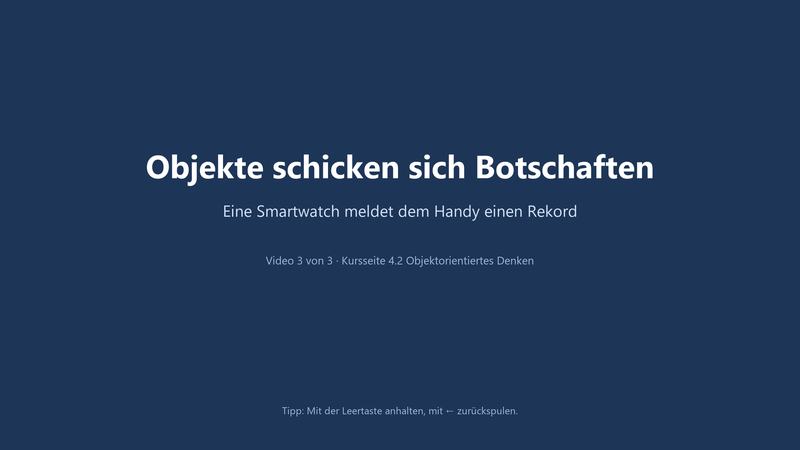 Objekte schicken sich Botschaften
Eine Smartwatch meldet dem Handy einen Rekord
Video 3 von 3 · Kursseite 4.2 Objektorientiertes Denken
Tipp: Mit der Leertaste anhalten, mit ← zurückspulen.